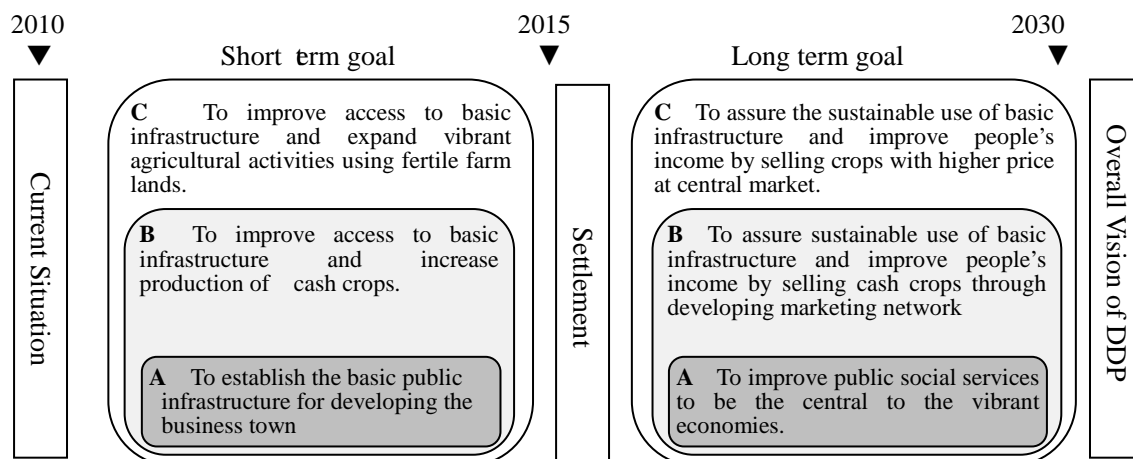 2010
2015
2030
Short term goal
Long term goal
Current Situation
C To improve access to basic
infrastructure and expand vibrant
agricultural activities using fertile farm
lands.
B To improve access to basic
infrastructure and increase
production of cash crops.
A To establish the basic public
infrastructure for developing the
business town
Settlement
C To assure the sustainable use of basic
infrastructure and improve people's
income by selling crops with higher price
at central market.
B To assure sustainable use of basic
infrastructure and improve people's
income by selling cash crops through
developing marketing network
A To improve public social services
to be the central to the vibrant
economies.
Overall Vision of DDP